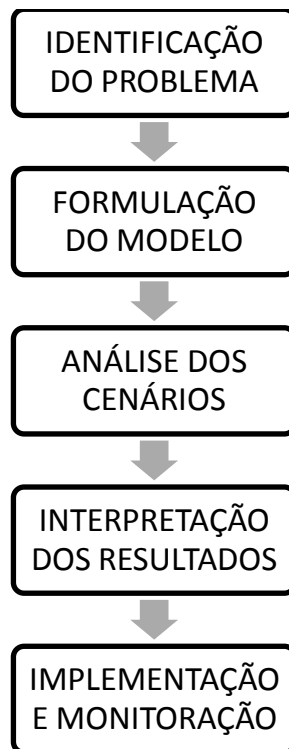 IDENTIFICAÇÃO
DO PROBLEMA
FORMULAÇÃO
DO MODELO
ANÁLISE DOS
CENÁRIOS
INTERPRETAÇÃO
DOS RESULTADOS
IMPLEMENTAÇÃO
E MONITORAÇÃO